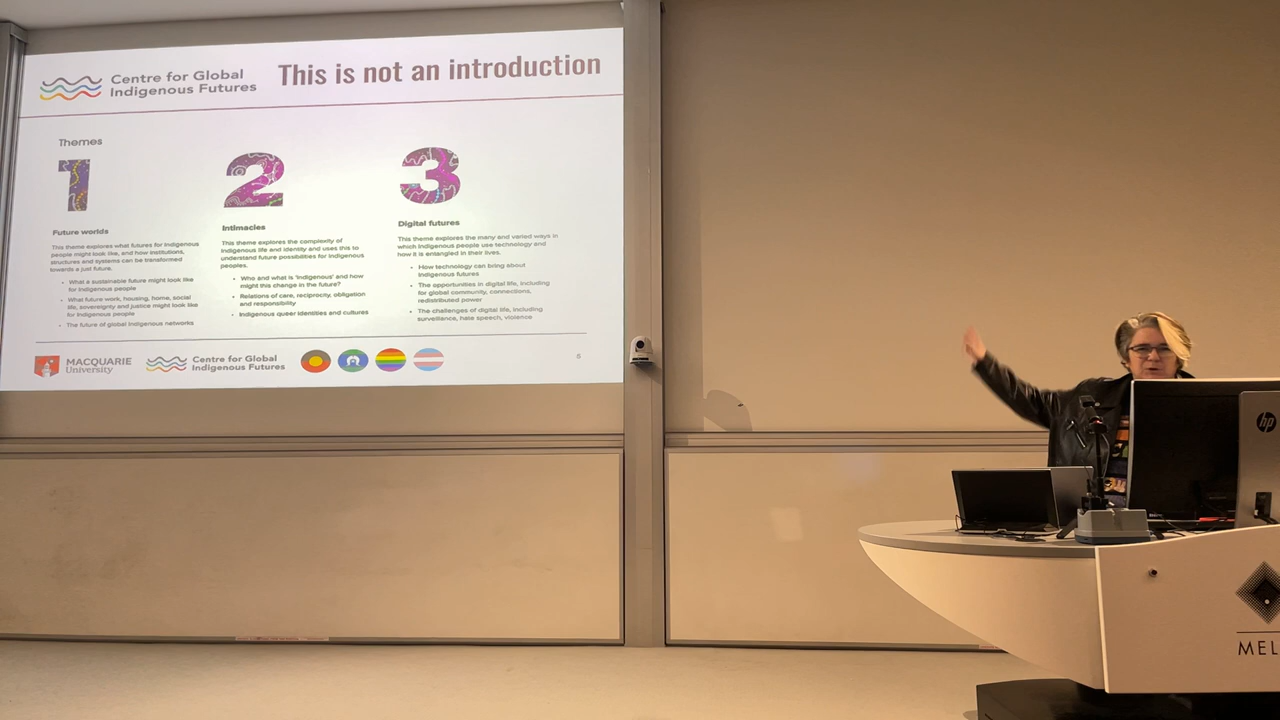 Centre for Global
Indigenous Futures
This is not an introduction
Themes
1
Future worlds
This theme explores what futures for Indigenous
people might look like, and how institutions,
structures and systems can be transformed
towards a just future.
• What a sustainable future might look like
for Indigenous people
• What future work, housing, home, social
life, sovereignty and justice might look like
for Indigenous people
• The future of global Indigenous networks
2
Intimacies
This theme explores the complexity of
Indigenous life and identity and uses this to
understand future possibilities for Indigenous
peoples.
• Who and what is 'Indigenous' and how
might this change in the future?
• Relations of care, reciprocity, obligation
and responsibility
• Indigenous queer identities and cultures
3
Digital futures
This theme explores the many and varied ways in
which Indigenous people use technology and
how it is entangled in their lives.
• How technology can bring about
Indigenous futures
• The opportunities in digital life, including
for global community, connections,
redistributed power
• The challenges of digital life, including
surveillance, hate speech, violence
MACQUARIE
University
Centre for Global
Indigenous Futures
5
hp
MEL